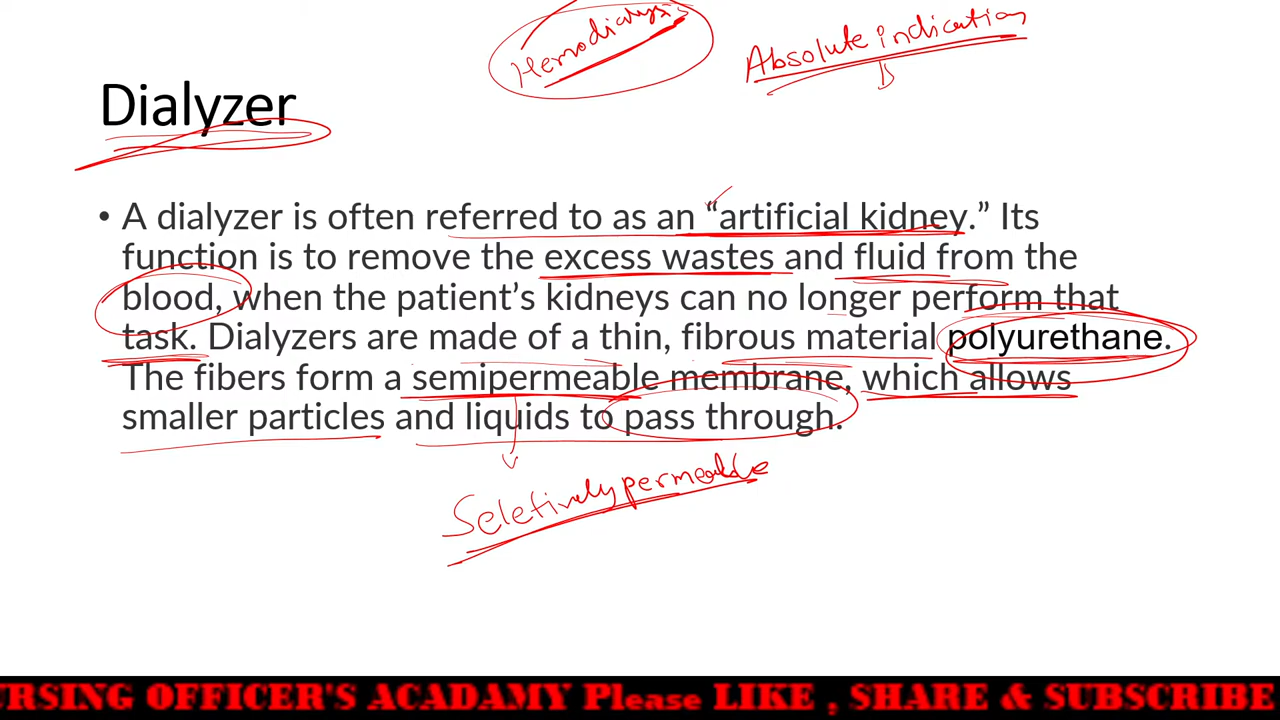 Hemodialysis
Absolute indication
Dialyzer
• A dialyzer is often referred to as an “artificial kidney.” Its
function is to remove the excess wastes and fluid from the
blood, when the patient’s kidneys can no longer perform that
task. Dialyzers are made of a thin, fibrous material polyurethane.
The fibers form a semipermeable membrane, which allows
smaller particles and liquids to pass through.
Seletively permeable
URSING OFFICER'S ACADAMY Please LIKE , SHARE & SUBSCRIBE